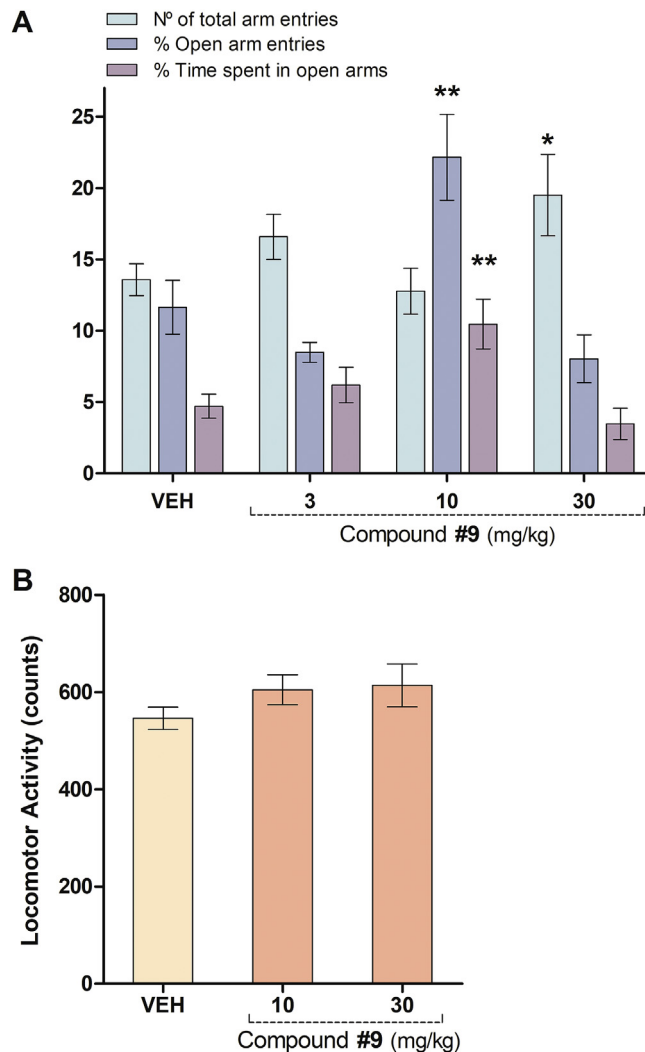 A
Nº of total arm entries
% Open arm entries
% Time spent in open arms
25
20
15
10
5
0
**
**
*
VEH 3 10 30
Compound #9 (mg/kg)
B
Locomotor Activity (counts)
800
600
400
200
0
VEH 10 30
Compound #9 (mg/kg)